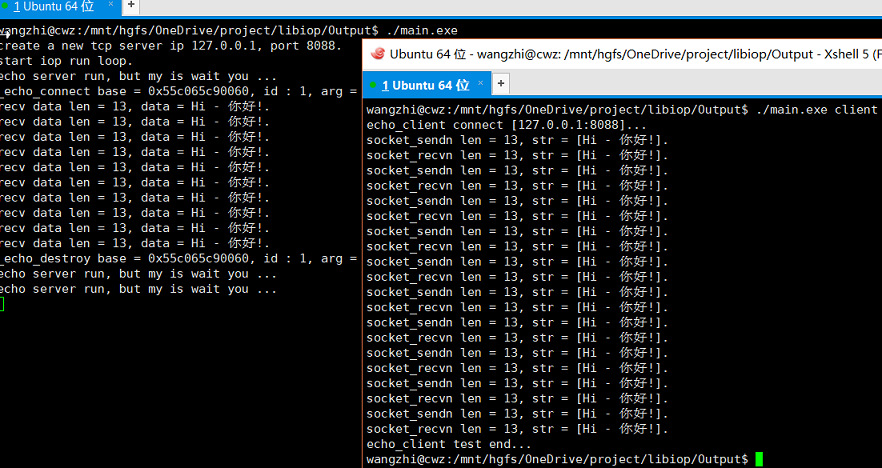 1 Ubuntu 64 位 × +
wangzhi@cwz:/mnt/hgfs/OneDrive/project/libiop/Output$ ./main.exe
create a new tcp server ip 127.0.0.1, port 8088.
start iop run loop.
echo server run, but my is wait you ...
_echo_connect base = 0x55c065c90060, id : 1, arg =
recv data len = 13, data = Hi - 你好!.
recv data len = 13, data = Hi - 你好!.
recv data len = 13, data = Hi - 你好!.
recv data len = 13, data = Hi - 你好!.
recv data len = 13, data = Hi - 你好!.
recv data len = 13, data = Hi - 你好!.
recv data len = 13, data = Hi - 你好!.
recv data len = 13, data = Hi - 你好!.
recv data len = 13, data = Hi - 你好!.
recv data len = 13, data = Hi - 你好!.
_echo_destroy base = 0x55c065c90060, id : 1, arg =
echo server run, but my is wait you ...
echo server run, but my is wait you ...
Ubuntu 64 位 - wangzhi@cwz: /mnt/hgfs/OneDrive/project/libiop/Output - Xshell 5 (F
1 Ubuntu 64 位 × +
wangzhi@cwz:/mnt/hgfs/OneDrive/project/libiop/Output$ ./main.exe client
echo_client connect [127.0.0.1:8088]...
socket_sendn len = 13, str = [Hi - 你好!].
socket_recvn len = 13, str = [Hi - 你好!].
socket_sendn len = 13, str = [Hi - 你好!].
socket_recvn len = 13, str = [Hi - 你好!].
socket_sendn len = 13, str = [Hi - 你好!].
socket_recvn len = 13, str = [Hi - 你好!].
socket_sendn len = 13, str = [Hi - 你好!].
socket_recvn len = 13, str = [Hi - 你好!].
socket_sendn len = 13, str = [Hi - 你好!].
socket_recvn len = 13, str = [Hi - 你好!].
socket_sendn len = 13, str = [Hi - 你好!].
socket_recvn len = 13, str = [Hi - 你好!].
socket_sendn len = 13, str = [Hi - 你好!].
socket_recvn len = 13, str = [Hi - 你好!].
socket_sendn len = 13, str = [Hi - 你好!].
socket_recvn len = 13, str = [Hi - 你好!].
socket_sendn len = 13, str = [Hi - 你好!].
socket_recvn len = 13, str = [Hi - 你好!].
socket_sendn len = 13, str = [Hi - 你好!].
socket_recvn len = 13, str = [Hi - 你好!].
echo_client test end...
wangzhi@cwz:/mnt/hgfs/OneDrive/project/libiop/Output$